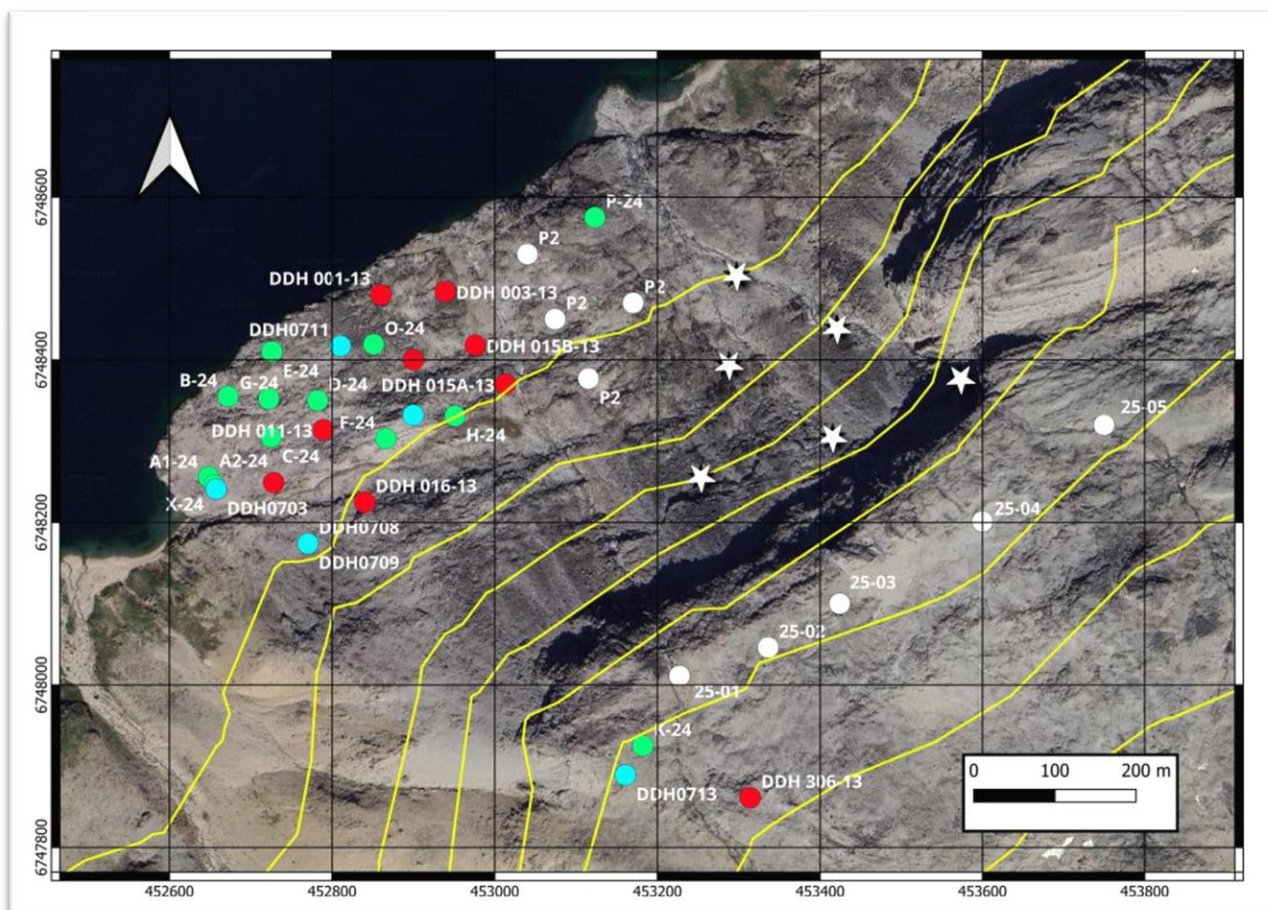 6748600
6748400
6748200
6748000
6747800
P-24
P2
DDH 001-13
DDH 003-13
P2
P2
DDH0711
O-24
DDH 015B-13
E-24
B-24
G-24
D-24
DDH 015A-13
P2
DDH 011-13
F-24
H-24
25-05
A1-24
A2-24
C-24
DDH 016-13
X-24
DDH0703
DDH0708
25-04
DDH0709
25-03
25-02
25-01
K-24
DDH0713
DDH 306-13
0 100 200 m
452600 452800 453000 453200 453400 453600 453800